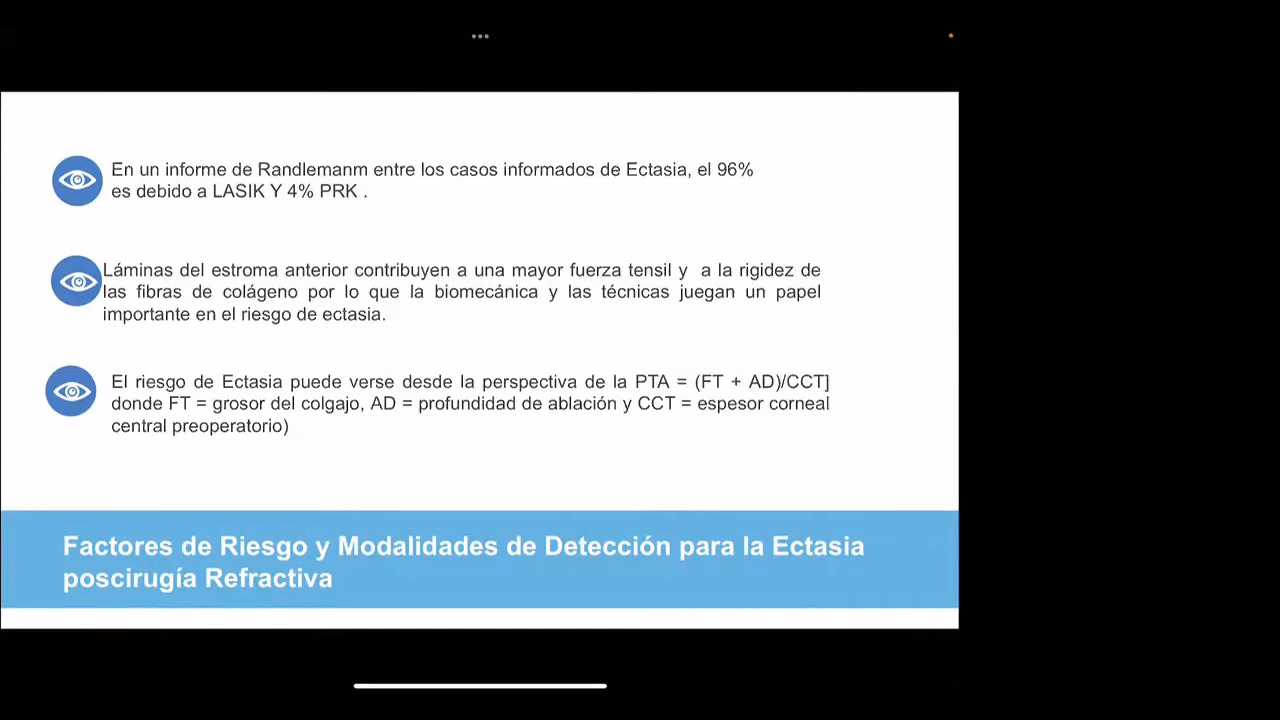 En un informe de Randlemanm entre los casos informados de Ectasia, el 96%
es debido a LASIK Y 4% PRK .
Láminas del estroma anterior contribuyen a una mayor fuerza tensil y  a la rigidez de
las fibras de colágeno por lo que la biomecánica y las técnicas juegan un papel
importante en el riesgo de ectasia.
El riesgo de Ectasia puede verse desde la perspectiva de la PTA = (FT + AD)/CCT]
donde FT = grosor del colgajo, AD = profundidad de ablación y CCT = espesor corneal
central preoperatorio)
Factores de Riesgo y Modalidades de Detección para la Ectasia
poscirugía Refractiva